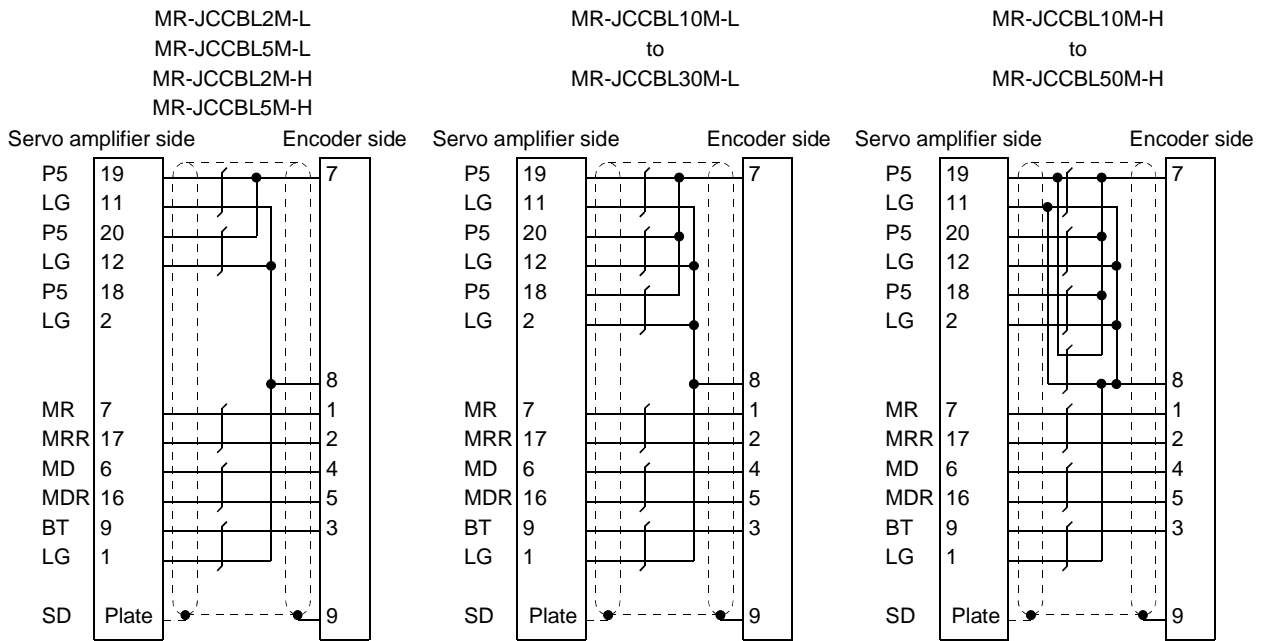 MR-JCCBL2M-L
MR-JCCBL5M-L
MR-JCCBL2M-H
MR-JCCBL5M-H
Servo amplifier side Encoder side
P5 19 7
LG 11
P5 20
LG 12
P5 18
LG 2
8
MR 7 1
MRR 17 2
MD 6 4
MDR 16 5
BT 9 3
LG 1
SD Plate 9
MR-JCCBL10M-L
to
MR-JCCBL30M-L
Servo amplifier side Encoder side
P5 19 7
LG 11
P5 20
LG 12
P5 18
LG 2
8
MR 7 1
MRR 17 2
MD 6 4
MDR 16 5
BT 9 3
LG 1
SD Plate 9
MR-JCCBL10M-H
to
MR-JCCBL50M-H
Servo amplifier side Encoder side
P5 19 7
LG 11
P5 20
LG 12
P5 18
LG 2
8
MR 7 1
MRR 17 2
MD 6 4
MDR 16 5
BT 9 3
LG 1
SD Plate 9